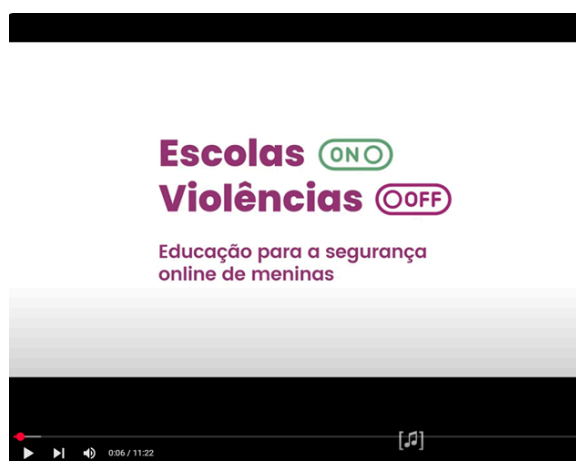 Escolas ON
Violências OFF
Educação para a segurança
online de meninas
[♫]
0:06 / 11:22